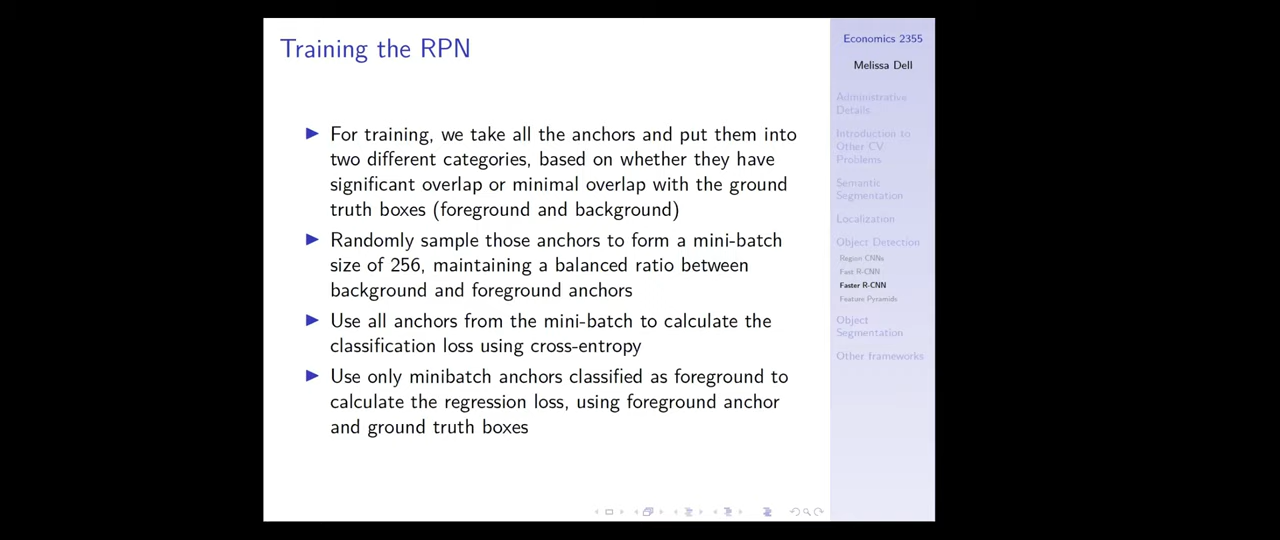 Training the RPN
For training, we take all the anchors and put them into
two different categories, based on whether they have
significant overlap or minimal overlap with the ground
truth boxes (foreground and background)
Randomly sample those anchors to form a mini-batch
size of 256, maintaining a balanced ratio between
background and foreground anchors
Use all anchors from the mini-batch to calculate the
classification loss using cross-entropy
Use only minibatch anchors classified as foreground to
calculate the regression loss, using foreground anchor
and ground truth boxes
Economics 2355
Melissa Dell
Administrative
Details
Introduction to
Other CV
Problems
Semantic
Segmentation
Localization
Object Detection
Region CNNs
Fast R-CNN
Faster R-CNN
Feature Pyramids
Object
Segmentation
Other frameworks